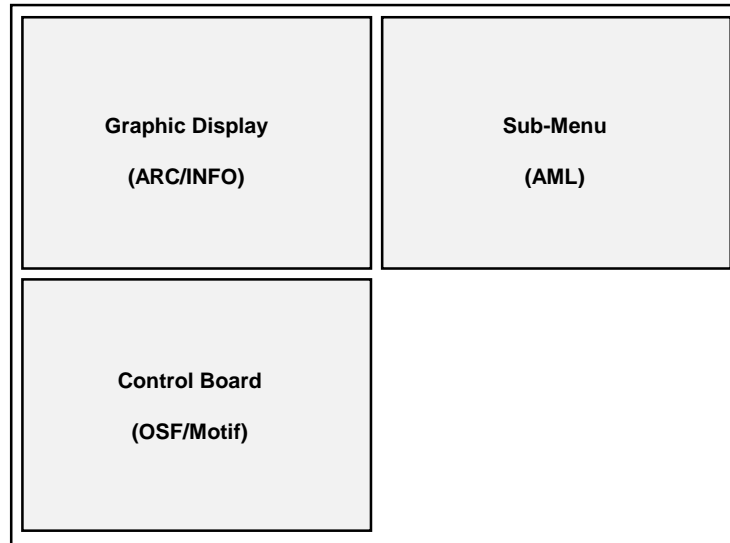 Graphic Display
(ARC/INFO)
Sub-Menu
(AML)
Control Board
(OSF/Motif)